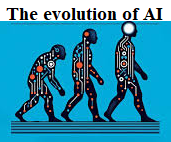 The evolution of AI